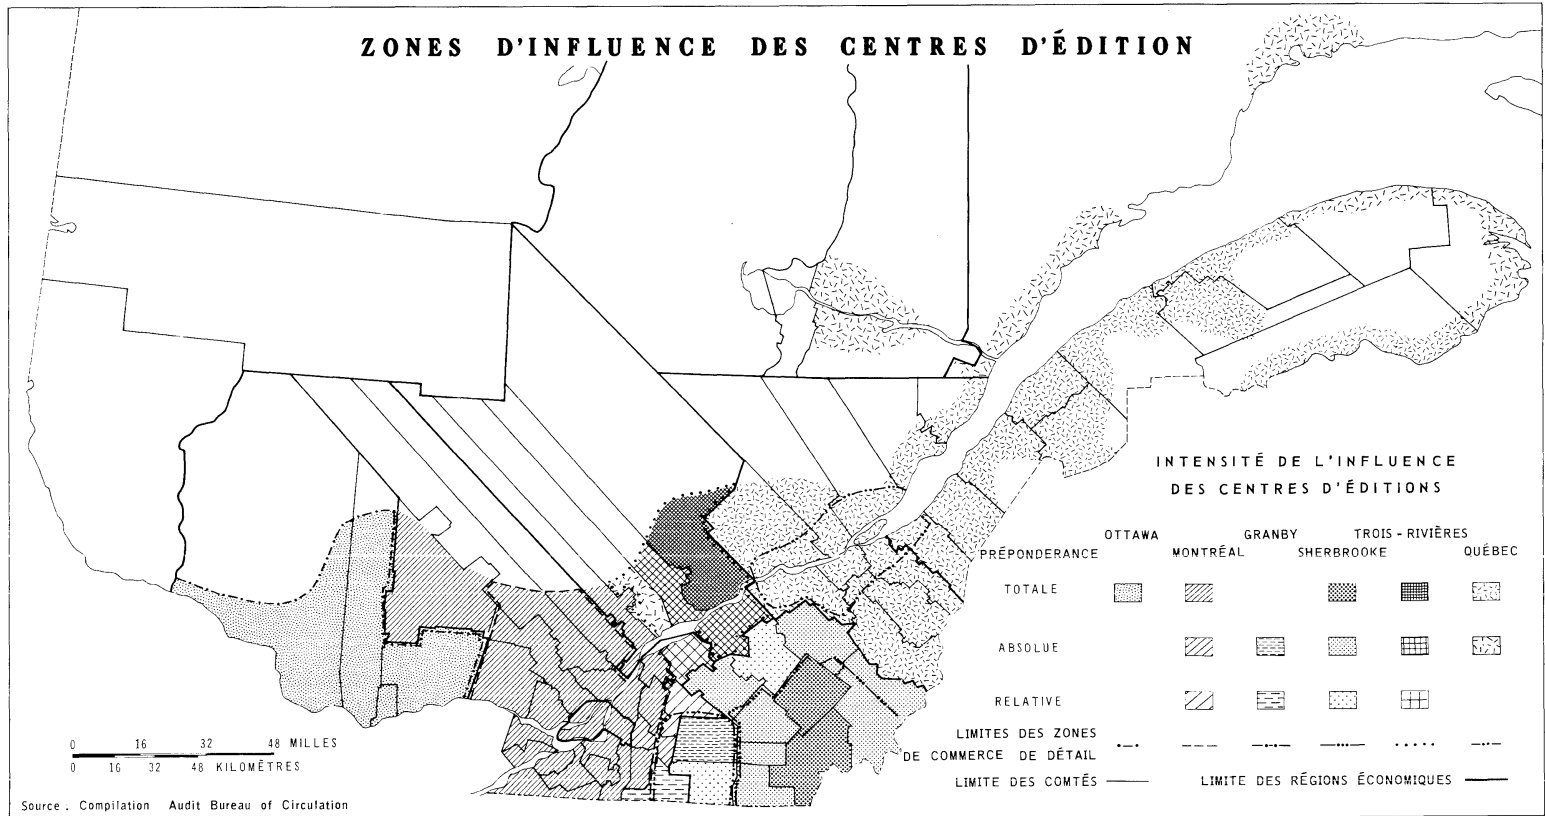 ZONES D'INFLUENCE DES CENTRES D'ÉDITION
INTENSITÉ DE L'INFLUENCE
DES CENTRES D'ÉDITIONS
OTTAWA GRANBY TROIS - RIVIÈRES
PRÉPONDERANCE MONTRÉAL SHERBROOKE QUÉBEC
TOTALE
ABSOLUE
RELATIVE
LIMITES DES ZONES
DE COMMERCE DE DÉTAIL
LIMITE DES COMTÉS LIMITE DES RÉGIONS ÉCONOMIQUES
0 16 32 48 MILLES
0 16 32 48 KILOMÈTRES
Source . Compilation Audit Bureau of Circulation